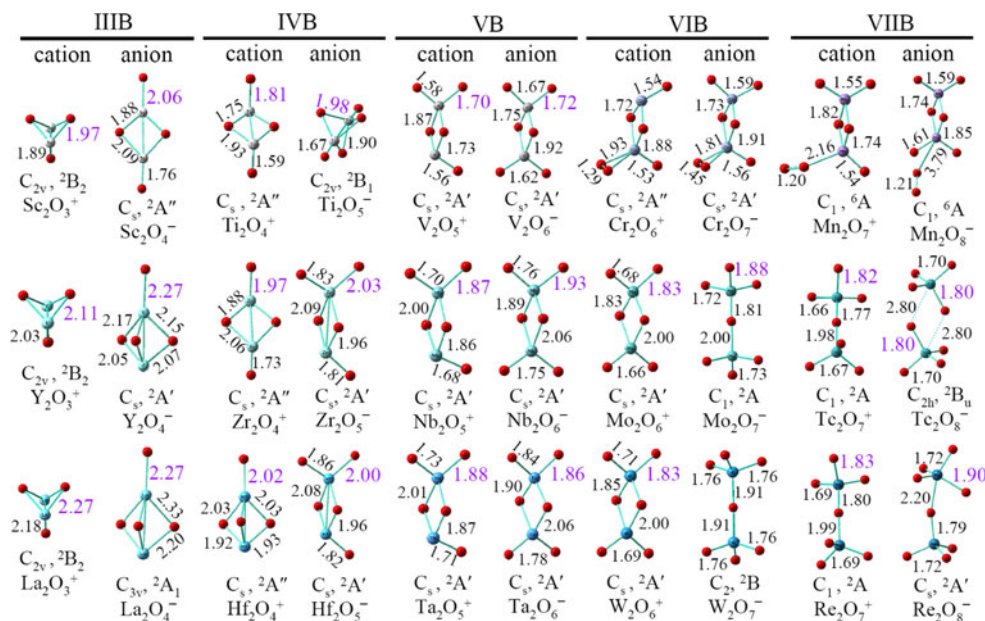 IIIB IVB VB VIB VIIB
cation anion cation anion cation anion cation anion cation anion
1.97 1.89
C₂ᵥ, ²B₂
Sc₂O₃⁺
1.88 2.06 2.09 1.76
Cₛ, ²A″
Sc₂O₄⁻
1.75 1.81 1.93 1.59
Cₛ, ²A″
Ti₂O₄⁺
1.98 1.67 1.90
C₂ᵥ, ²B₁
Ti₂O₅⁻
1.58 1.70 1.87 1.73 1.56
Cₛ, ²A′
V₂O₅⁺
1.67 1.72 1.75 1.92 1.62
Cₛ, ²A′
V₂O₆⁻
1.54 1.72 1.93 1.88 1.29 1.53
Cₛ, ²A″
Cr₂O₆⁺
1.59 1.73 1.81 1.91 1.45 1.56
Cₛ, ²A′
Cr₂O₇⁻
1.55 1.82 2.16 1.74 1.20 1.54
C₁, ⁶A
Mn₂O₇⁺
1.59 1.74 1.61 1.85 3.79 1.21
C₁, ⁶A
Mn₂O₈⁻
2.11 2.03
C₂ᵥ, ²B₂
Y₂O₃⁺
2.27 2.17 2.15 2.05 2.07
Cₛ, ²A′
Y₂O₄⁻
1.97 1.88 2.06 1.73
Cₛ, ²A″
Zr₂O₄⁺
1.83 2.03 2.09 1.96 1.81
Cₛ, ²A′
Zr₂O₅⁻
1.70 1.87 2.00 1.86 1.68
Cₛ, ²A′
Nb₂O₅⁺
1.76 1.93 1.89 2.06 1.75
Cₛ, ²A′
Nb₂O₆⁻
1.68 1.83 1.83 2.00 1.66
Cₛ, ²A′
Mo₂O₆⁺
1.88 1.72 1.81 2.00 1.73
C₁, ²A
Mo₂O₇⁻
1.82 1.66 1.77 1.98 1.67
C₁, ²A
Tc₂O₇⁺
1.70 1.80 2.80 2.80 1.80 1.70
C₂ₕ, ²Bᵤ
Tc₂O₈⁻
2.27 2.18
C₂ᵥ, ²B₂
La₂O₃⁺
2.27 2.33 2.20
C₃ᵥ, ²A₁
La₂O₄⁻
2.02 2.03 2.03 1.92 1.93
Cₛ, ²A″
Hf₂O₄⁺
1.86 2.00 2.08 1.96 1.82
Cₛ, ²A′
Hf₂O₅⁻
1.73 1.88 2.01 1.87 1.71
Cₛ, ²A′
Ta₂O₅⁺
1.84 1.86 1.90 2.06 1.78
Cₛ, ²A′
Ta₂O₆⁻
1.71 1.83 1.85 2.00 1.69
Cₛ, ²A′
W₂O₆⁺
1.76 1.76 1.91 1.91 1.76 1.76
C₂, ²B
W₂O₇⁻
1.83 1.69 1.80 1.99 1.69
C₁, ²A
Re₂O₇⁺
1.72 1.90 2.20 1.79 1.72
Cₛ, ²A′
Re₂O₈⁻